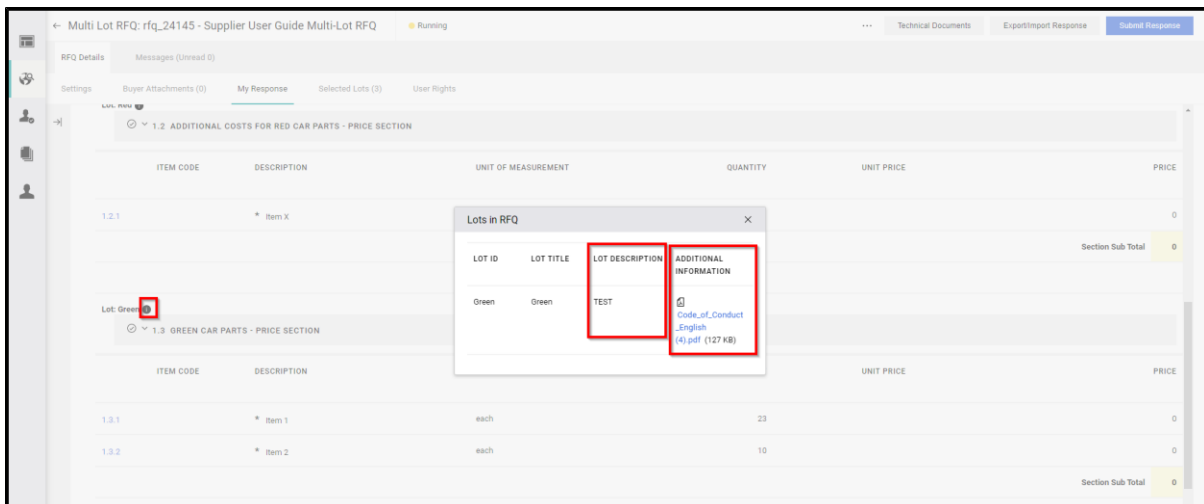 ← Multi Lot RFQ: rfq_24145 - Supplier User Guide Multi-Lot RFQ Running ... Technical Documents Export/Import Response Submit Response
RFQ Details Messages (Unread 0)
Settings Buyer Attachments (0) My Response Selected Lots (3) User Rights
Lot: Red
1.2 ADDITIONAL COSTS FOR RED CAR PARTS - PRICE SECTION
ITEM CODE DESCRIPTION UNIT OF MEASUREMENT QUANTITY UNIT PRICE PRICE
1.2.1 * Item X 0
Section Sub Total 0
Lots in RFQ ×
LOT ID LOT TITLE LOT DESCRIPTION ADDITIONAL
INFORMATION
Green Green TEST
Code_of_Conduct
_English
(4).pdf (127 KB)
Lot: Green
1.3 GREEN CAR PARTS - PRICE SECTION
ITEM CODE DESCRIPTION UNIT PRICE PRICE
1.3.1 * Item 1 each 23 0
1.3.2 * Item 2 each 10 0
Section Sub Total 0